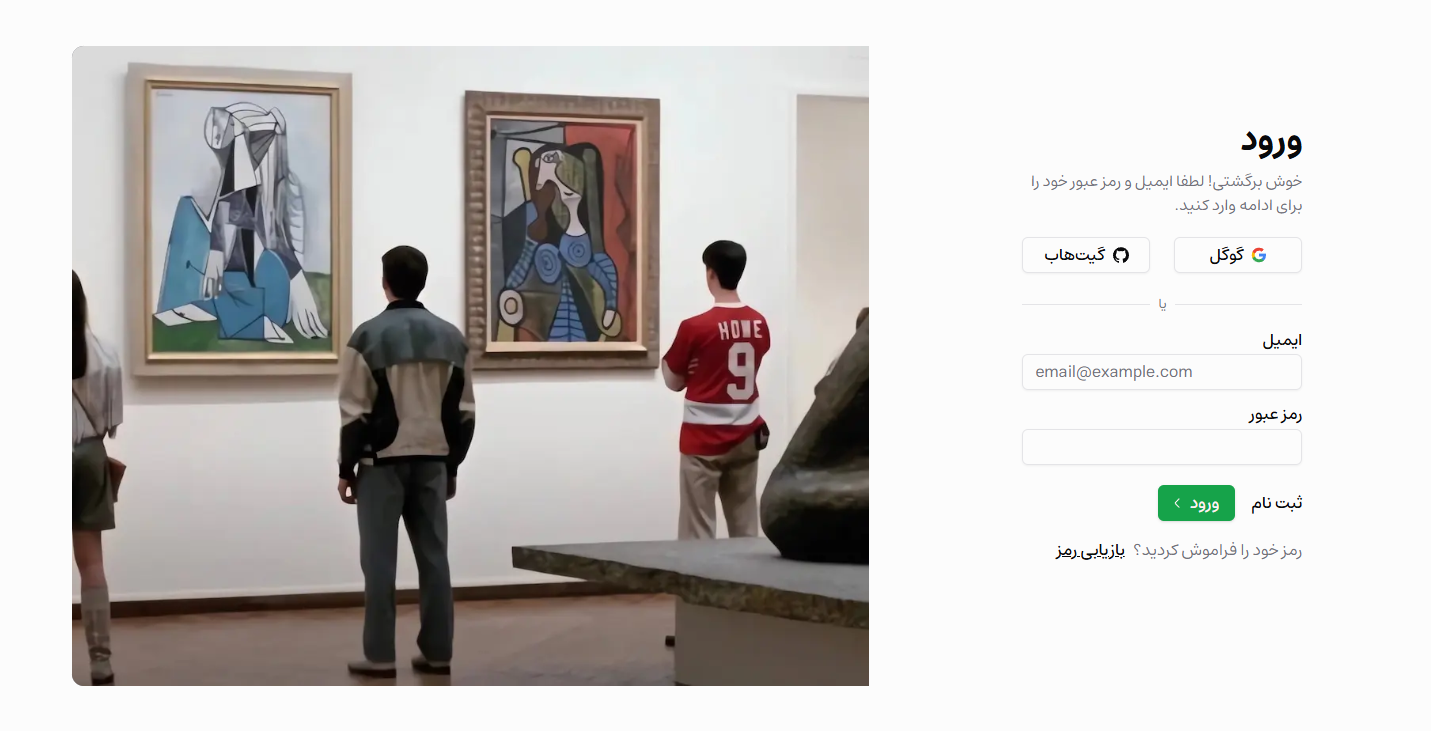 ورود
خوش برگشتی! لطفا ایمیل و رمز عبور خود را
برای ادامه وارد کنید.
گوگل
گیت‌هاب
یا
ایمیل
email@example.com
رمز عبور
ثبت نام
ورود
رمز خود را فراموش کردید؟ بازیابی رمز
HOWE
9